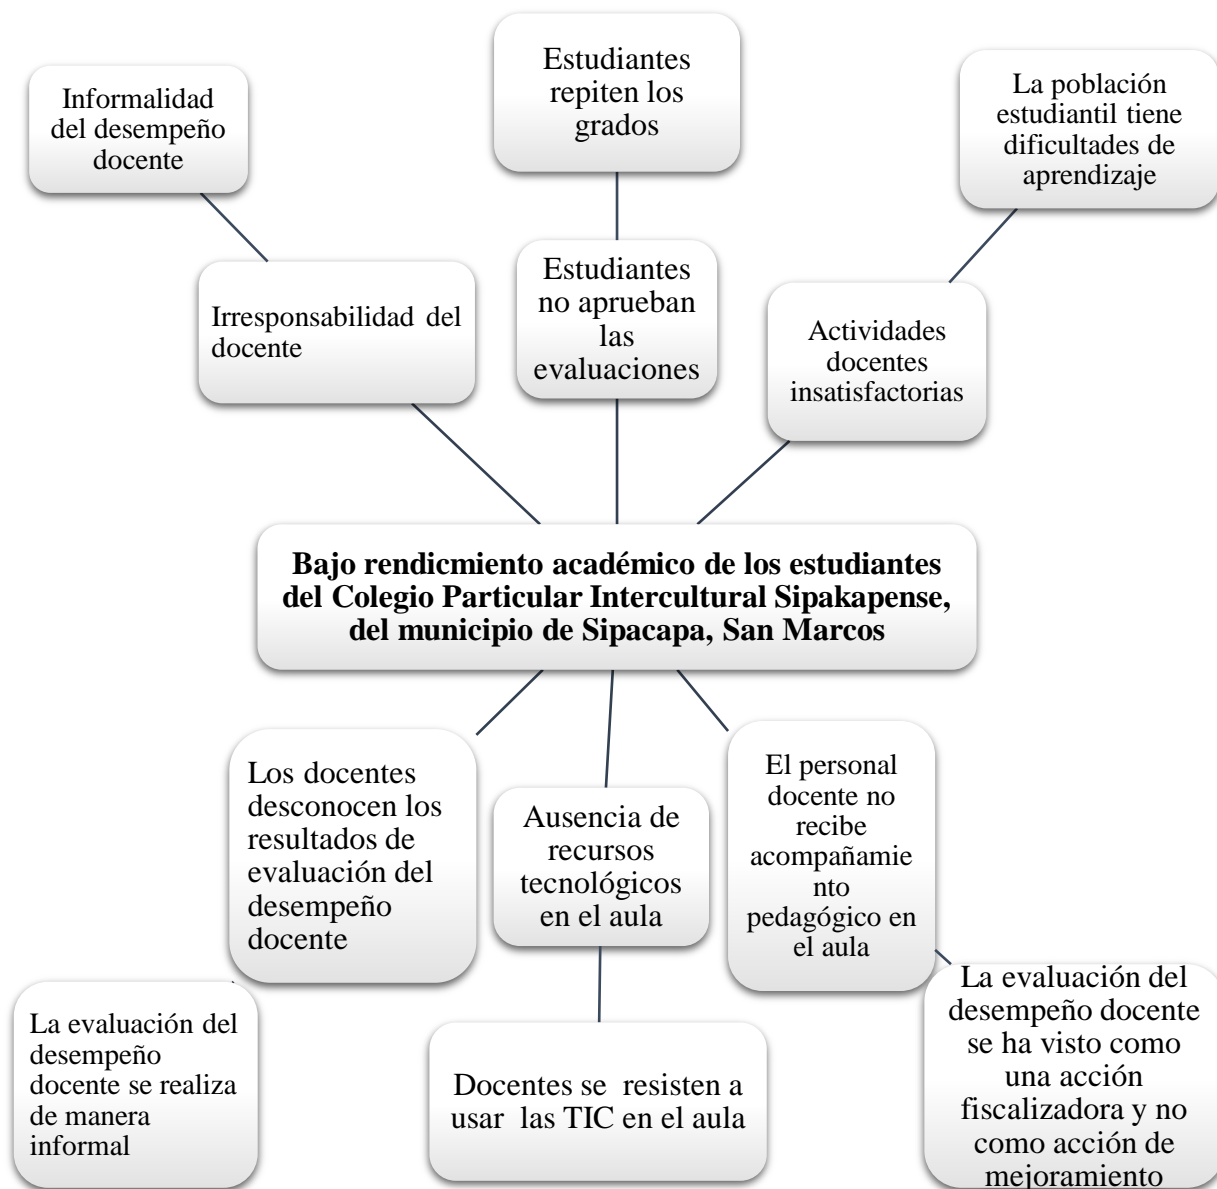 Estudiantes
repiten los
grados
Informalidad
del desempeño
docente
La población
estudiantil tiene
dificultades de
aprendizaje
Irresponsabilidad del
docente
Estudiantes
no aprueban
las
evaluaciones
Actividades
docentes
insatisfactorias
Bajo rendicmiento académico de los estudiantes
del Colegio Particular Intercultural Sipakapense,
del municipio de Sipacapa, San Marcos
Los docentes
desconocen los
resultados de
evaluación del
desempeño
docente
Ausencia de
recursos
tecnológicos
en el aula
El personal
docente no
recibe
acompañamie
nto
pedagógico en
el aula
La evaluación del
desempeño
docente se realiza
de manera
informal
Docentes se resisten a
usar las TIC en el aula
La evaluación del
desempeño docente
se ha visto como
una acción
fiscalizadora y no
como acción de
mejoramiento